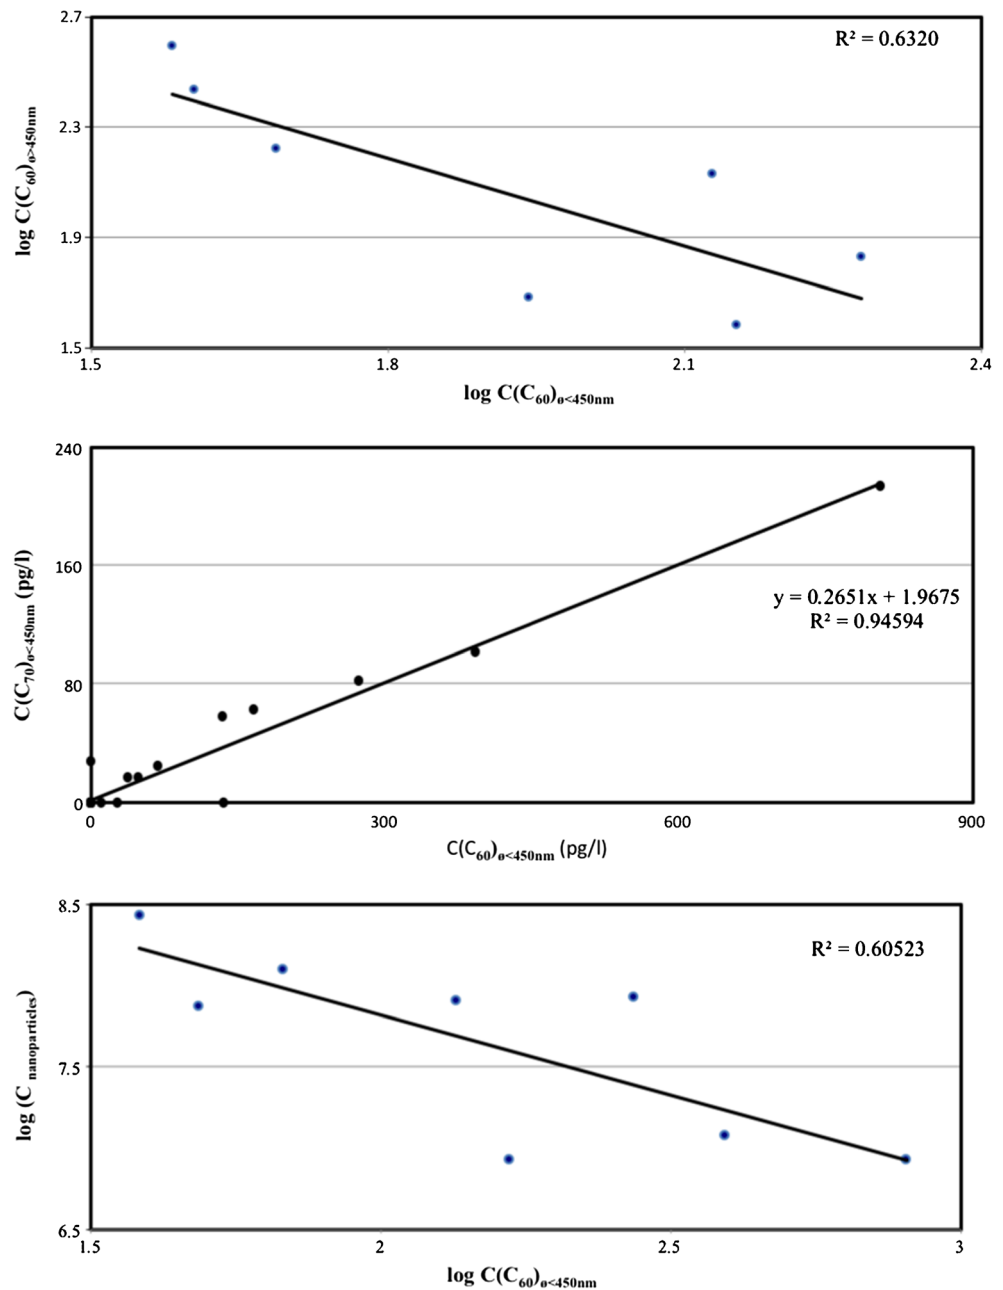 2.7
R² = 0.6320
2.3
1.9
1.5
log C(C60)ø>450nm
1.5 1.8 2.1 2.4
log C(C60)ø<450nm
240
160
y = 0.2651x + 1.9675
R² = 0.94594
80
0
C(C70)ø<450nm (pg/l)
0 300 600 900
C(C60)ø<450nm (pg/l)
8.5
R² = 0.60523
7.5
6.5
log (C nanoparticles)
1.5 2 2.5 3
log C(C60)ø<450nm